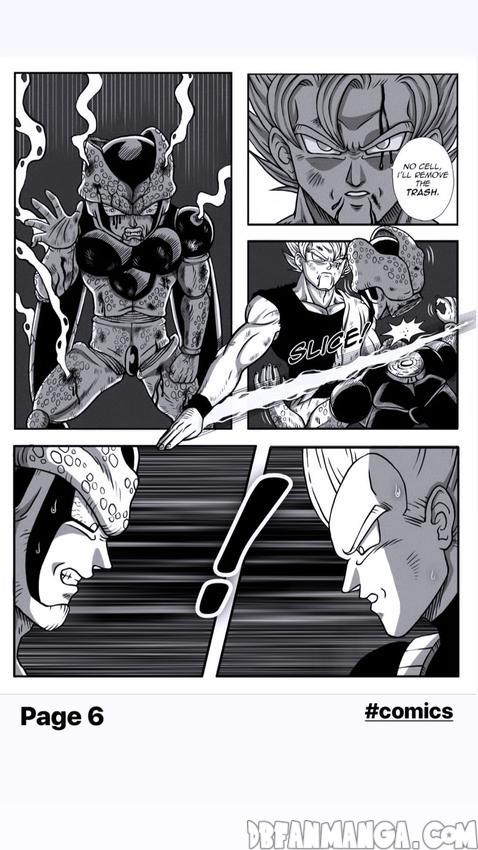 NO CELL,
I'LL REMOVE
THE
TRASH.
SLICE!
!
Page 6
#comics
DBFANMANGA.COM